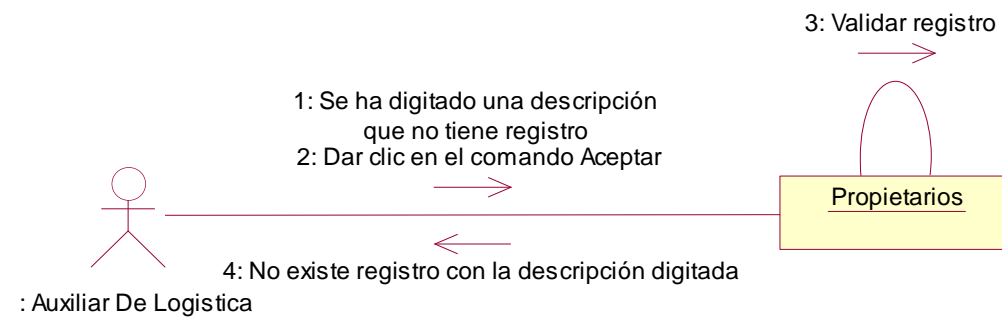 3: Validar registro
1: Se ha digitado una descripción
que no tiene registro
2: Dar clic en el comando Aceptar
Propietarios
4: No existe registro con la descripción digitada
: Auxiliar De Logistica